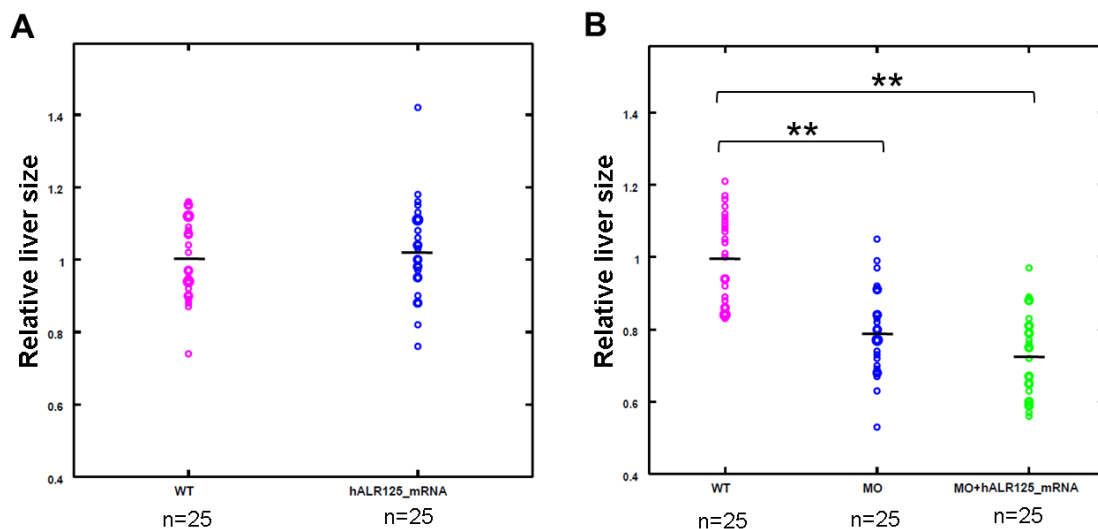 A
Relative liver size
1.4
1.2
1
0.8
0.6
0.4
WT
hALR125_mRNA
n=25
n=25
B
**
**
Relative liver size
1.4
1.2
1
0.8
0.6
0.4
WT
MO
MO+hALR125_mRNA
n=25
n=25
n=25